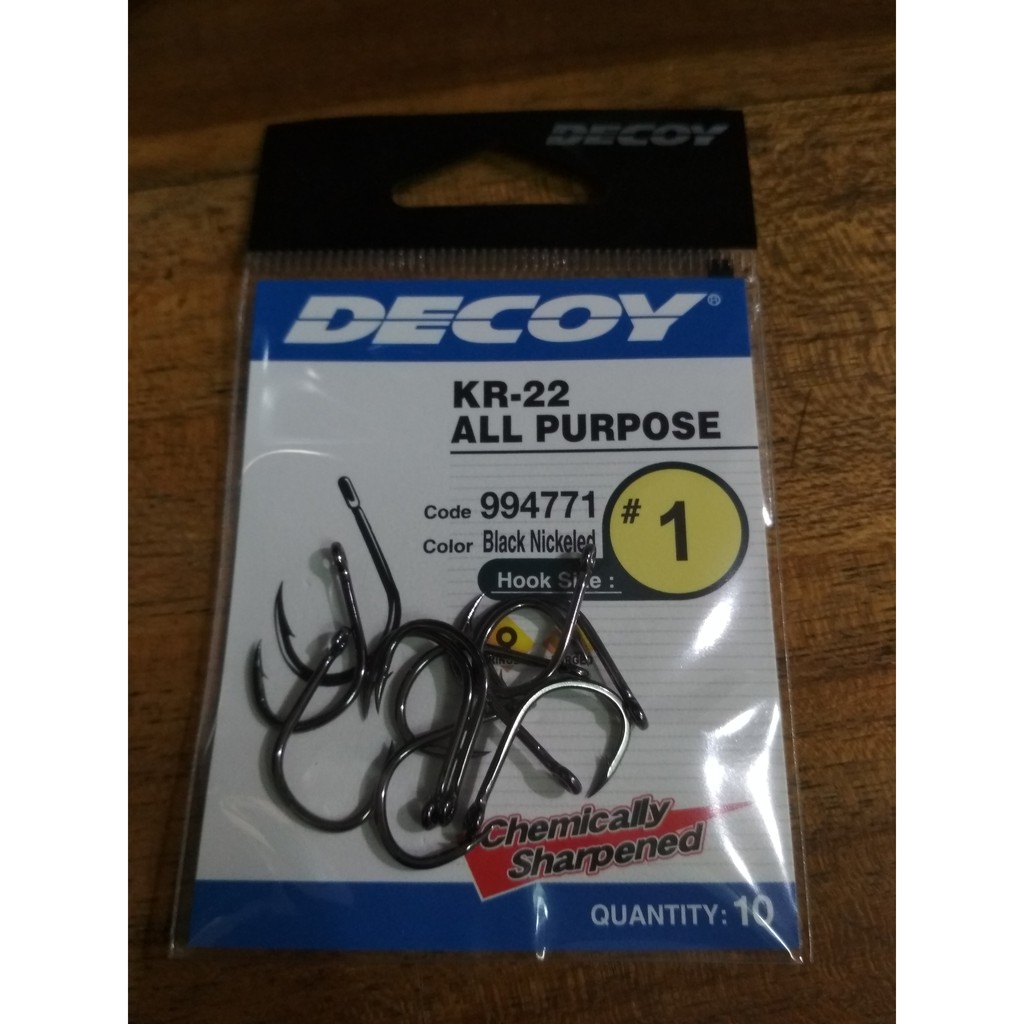 DECOY
DECOY®
KR-22
ALL PURPOSE
Code 994771
Color Black Nickeled
# 1
Hook Size :
Chemically
Sharpened
QUANTITY: 10